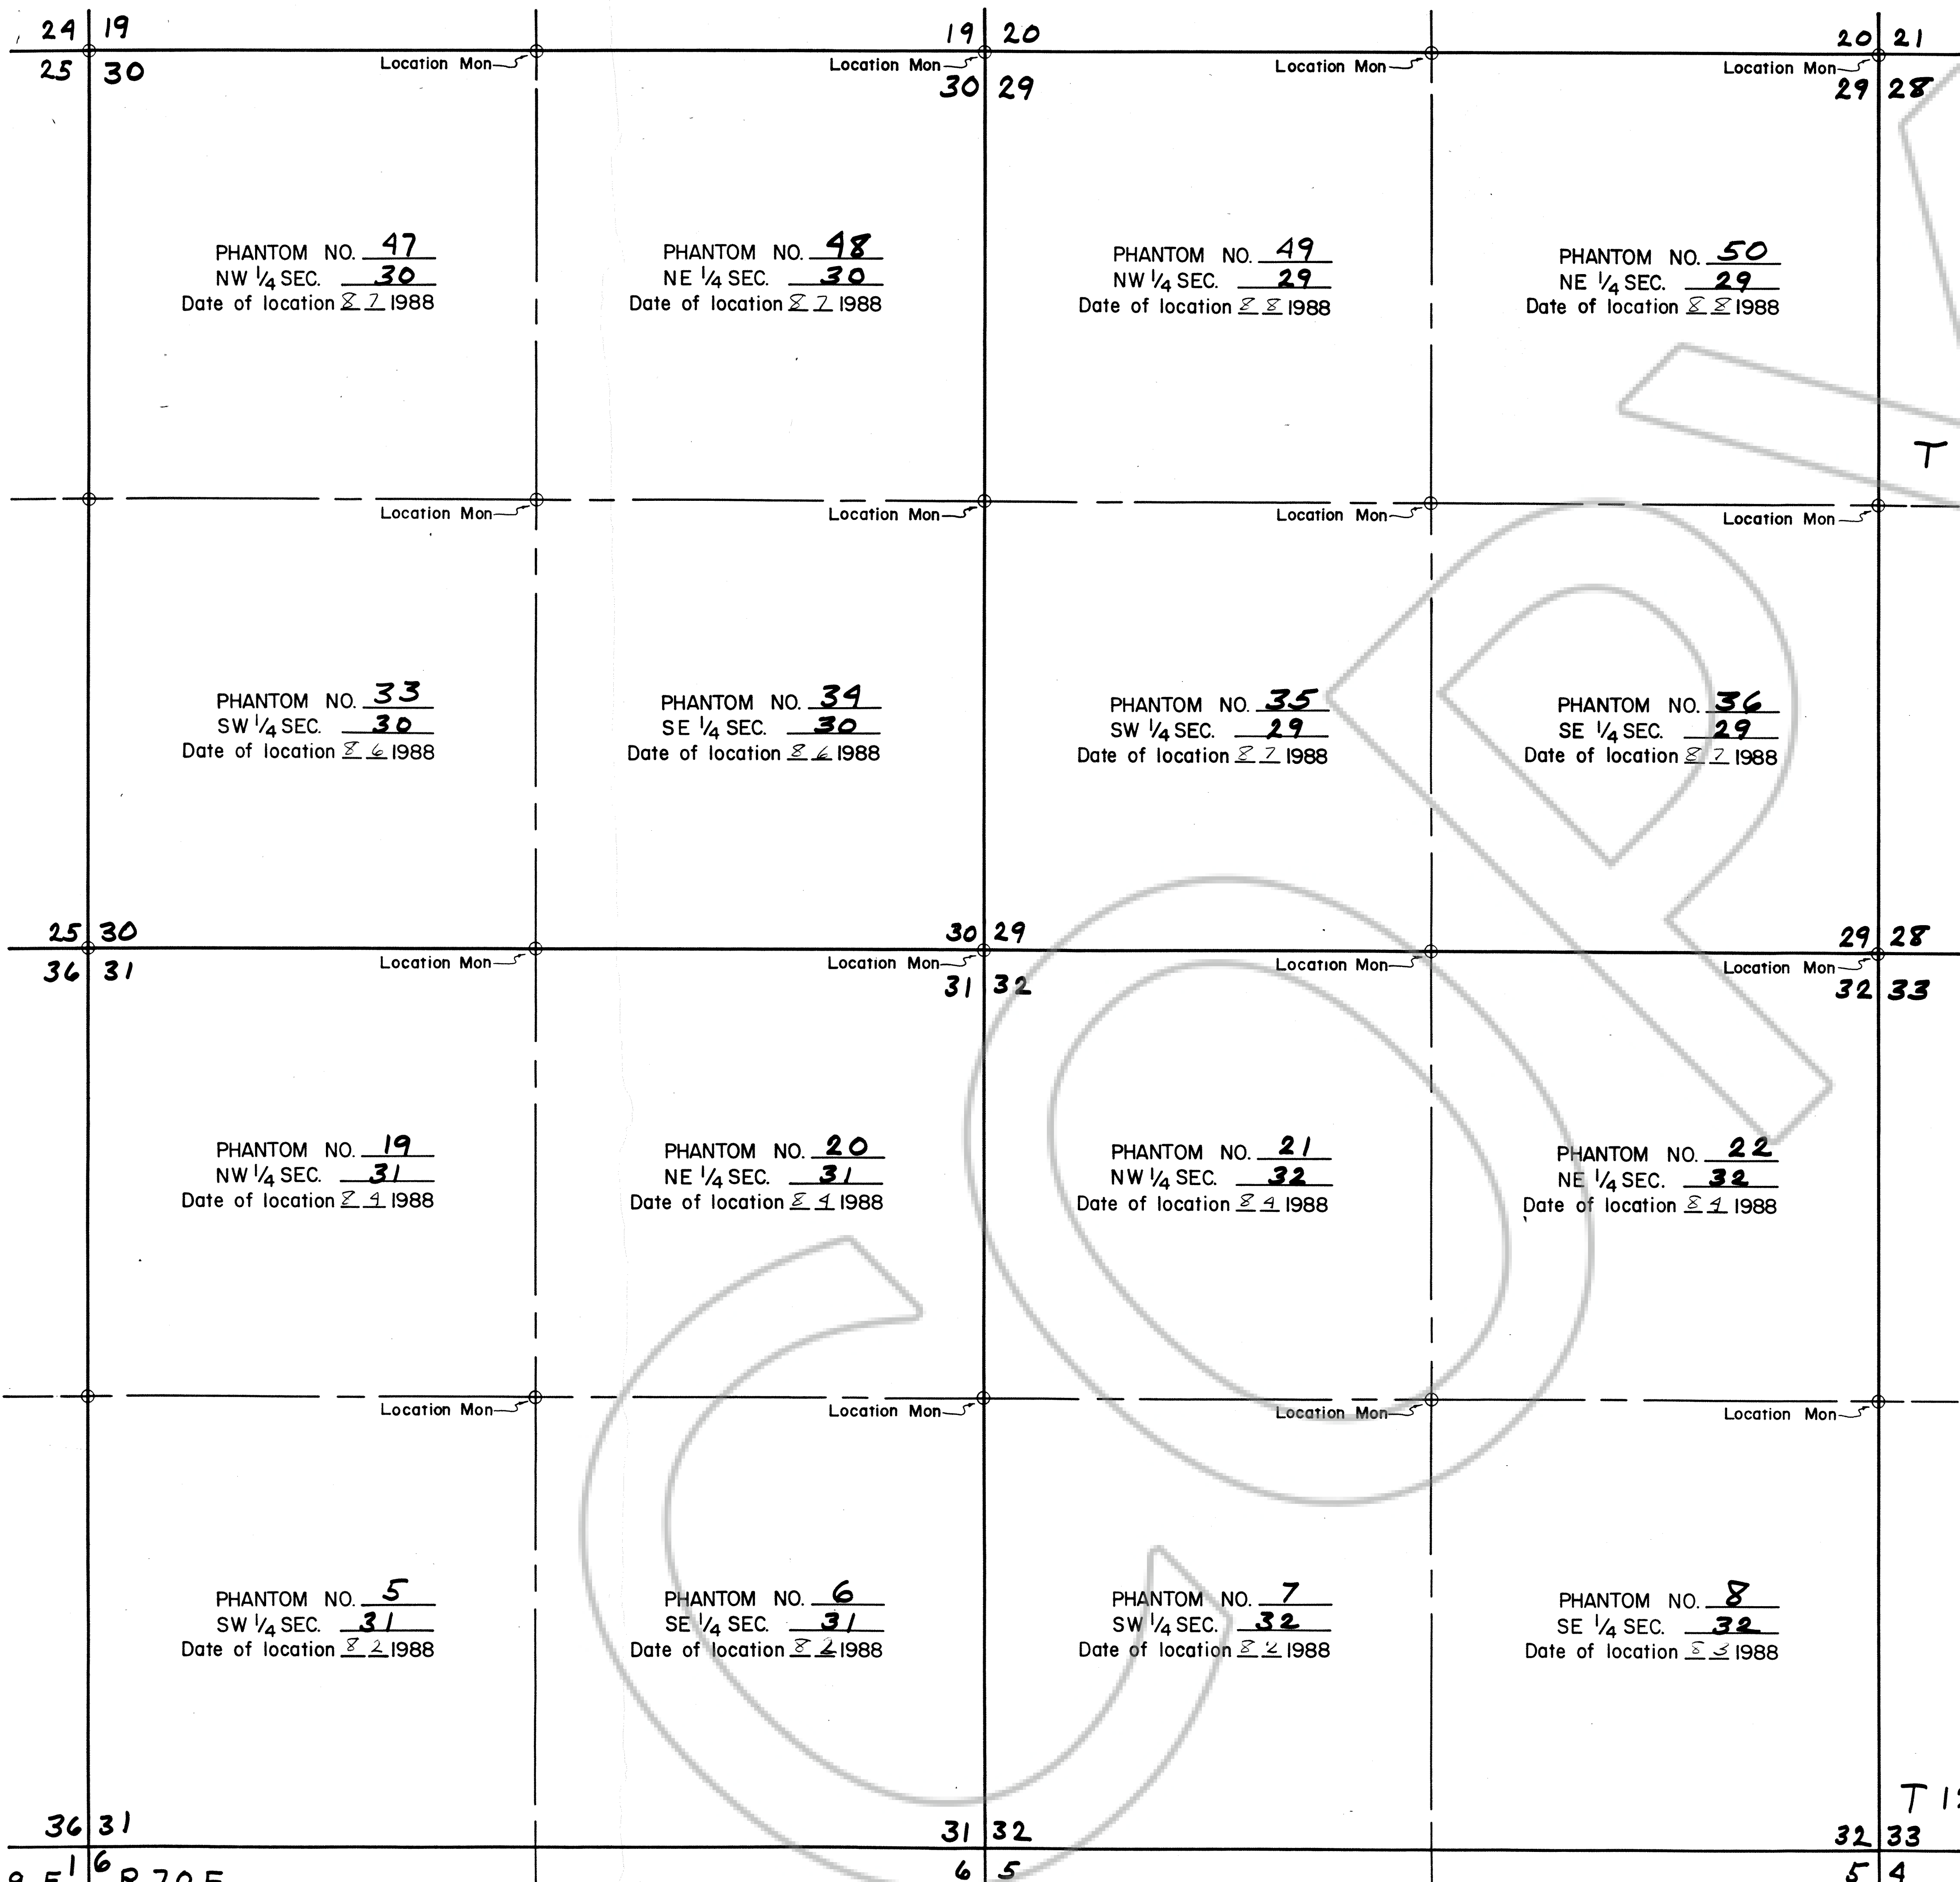 24 19 19 20 20 21
25 30 30 29 29 28
Location Mon Location Mon Location Mon Location Mon
PHANTOM NO. 47 PHANTOM NO. 48 PHANTOM NO. 49 PHANTOM NO. 50
NW 1/4 SEC. 30 NE 1/4 SEC. 30 NW 1/4 SEC. 29 NE 1/4 SEC. 29
Date of location 8 7 1988 Date of location 8 7 1988 Date of location 8 8 1988 Date of location 8 8 1988
T
Location Mon Location Mon Location Mon Location Mon
PHANTOM NO. 33 PHANTOM NO. 34 PHANTOM NO. 35 PHANTOM NO. 36
SW 1/4 SEC. 30 SE 1/4 SEC. 30 SW 1/4 SEC. 29 SE 1/4 SEC. 29
Date of location 8 6 1988 Date of location 8 6 1988 Date of location 8 7 1988 Date of location 8 7 1988
25 30 30 29 29 28
Location Mon Location Mon Location Mon Location Mon
36 31 31 32 32 33
PHANTOM NO. 19 PHANTOM NO. 20 PHANTOM NO. 21 PHANTOM NO. 22
NW 1/4 SEC. 31 NE 1/4 SEC. 31 NW 1/4 SEC. 32 NE 1/4 SEC. 32
Date of location 8 4 1988 Date of location 8 4 1988 Date of location 8 4 1988 Date of location 8 4 1988
Location Mon Location Mon Location Mon Location Mon
PHANTOM NO. 5 PHANTOM NO. 6 PHANTOM NO. 7 PHANTOM NO. 8
SW 1/4 SEC. 31 SE 1/4 SEC. 31 SW 1/4 SEC. 32 SE 1/4 SEC. 32
Date of location 8 2 1988 Date of location 8 2 1988 Date of location 8 2 1988 Date of location 8 3 1988
36 31 31 32 32 33
1 6 6 5 5 4
COPY